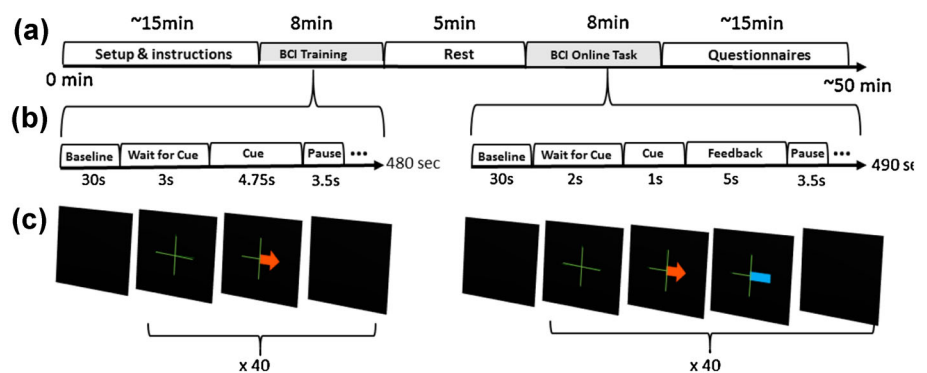 (a)
~15min 8min 5min 8min ~15min
Setup & instructions BCI Training Rest BCI Online Task Questionnaires
0 min ~50 min
(b)
Baseline Wait for Cue Cue Pause ••• 480 sec
30s 3s 4.75s 3.5s
Baseline Wait for Cue Cue Feedback Pause ••• 490
30s 2s 1s 5s 3.5s
(c)
x 40 x 40